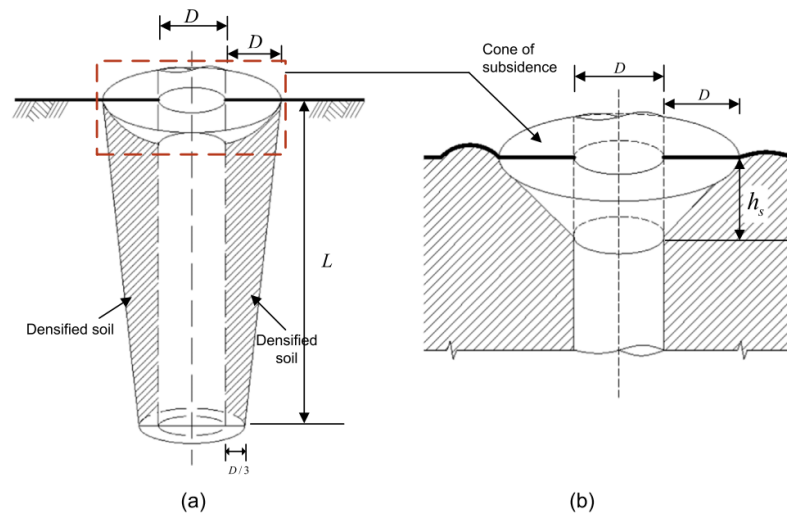 D
D
Cone of
subsidence
D
D
h_s
L
Densified soil
Densified
soil
D/3
(a)
(b)